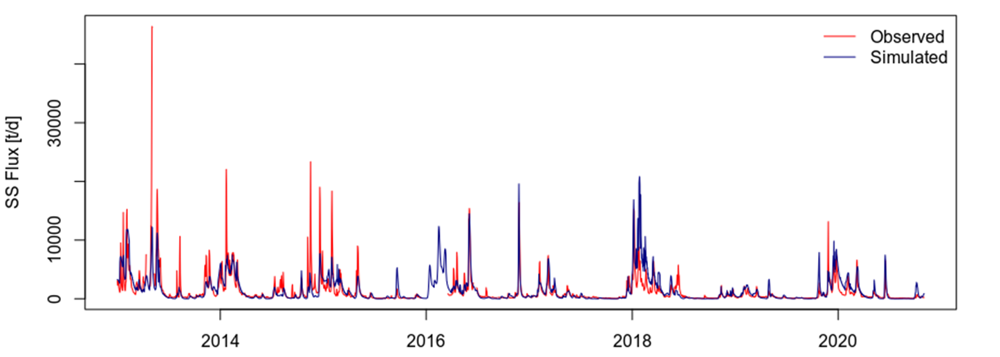 Observed
Simulated
SS Flux [t/d]
30000
10000
0
2014 2016 2018 2020